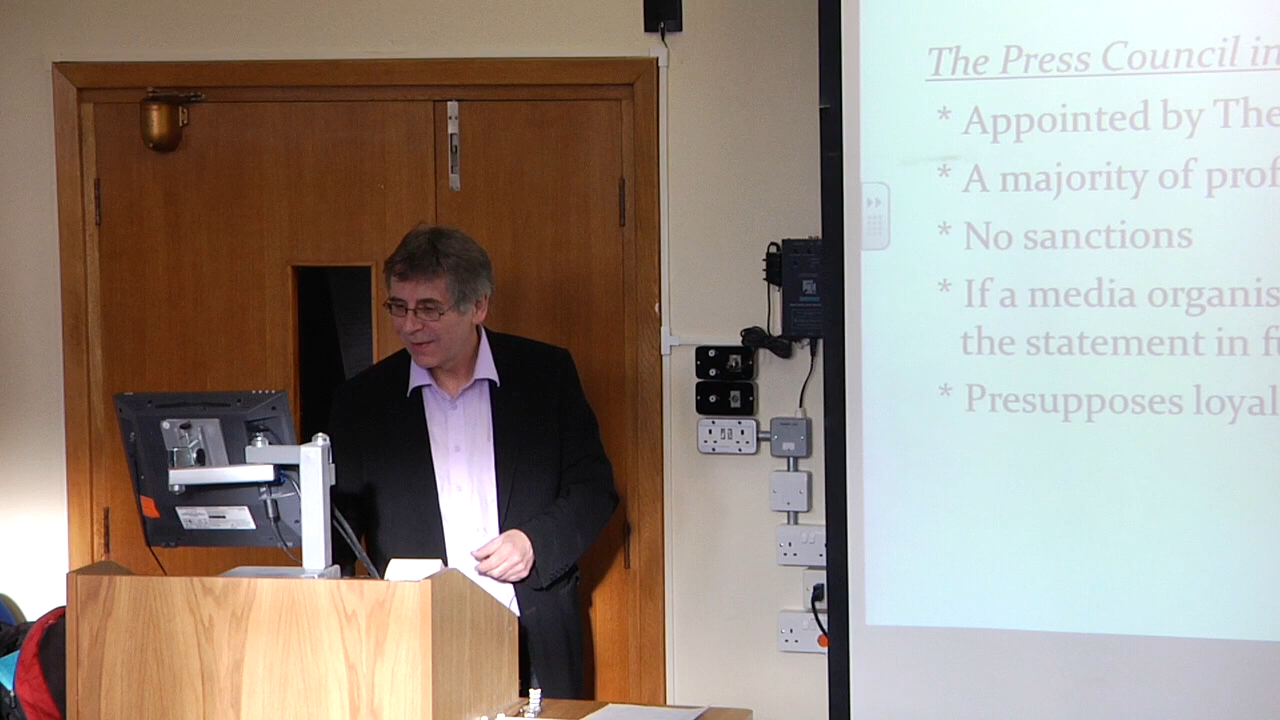 The Press Council in
* Appointed by The
* A majority of prof
* No sanctions
* If a media organis
the statement in fu
* Presupposes loyal